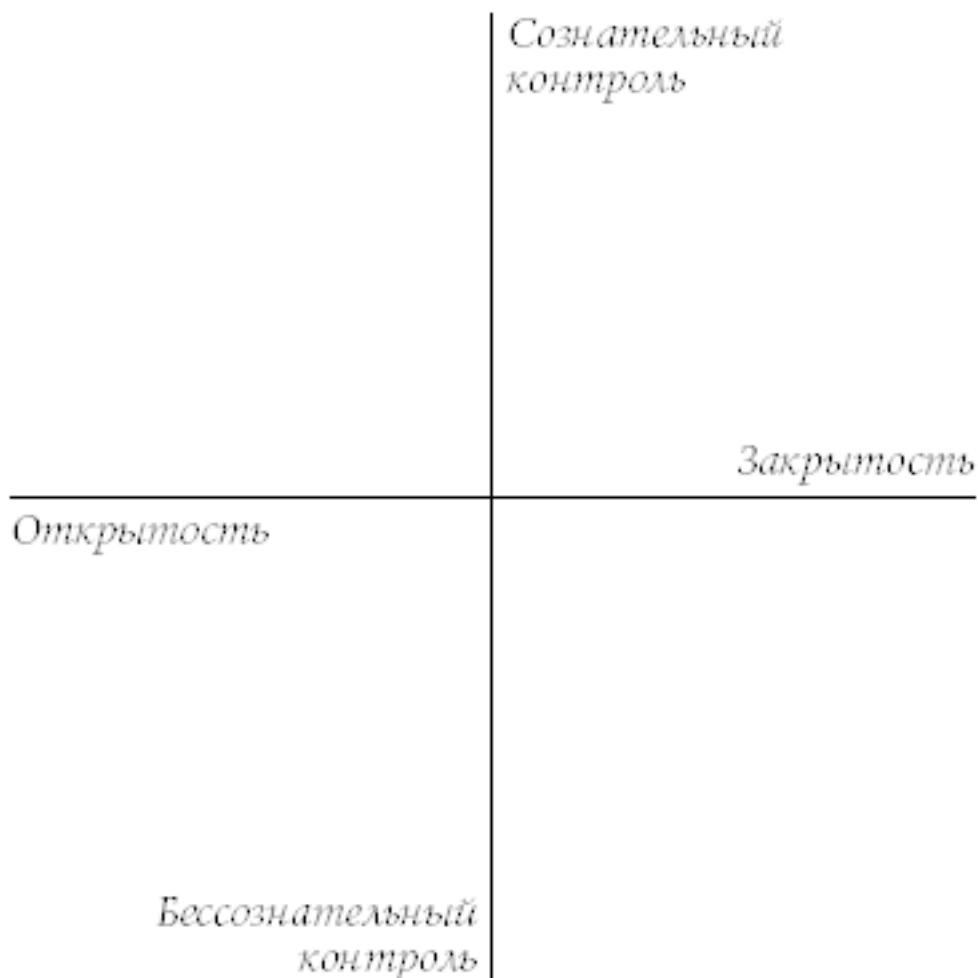 Сознательный
контроль
Закрытость
Открытость
Бессознательный
контроль